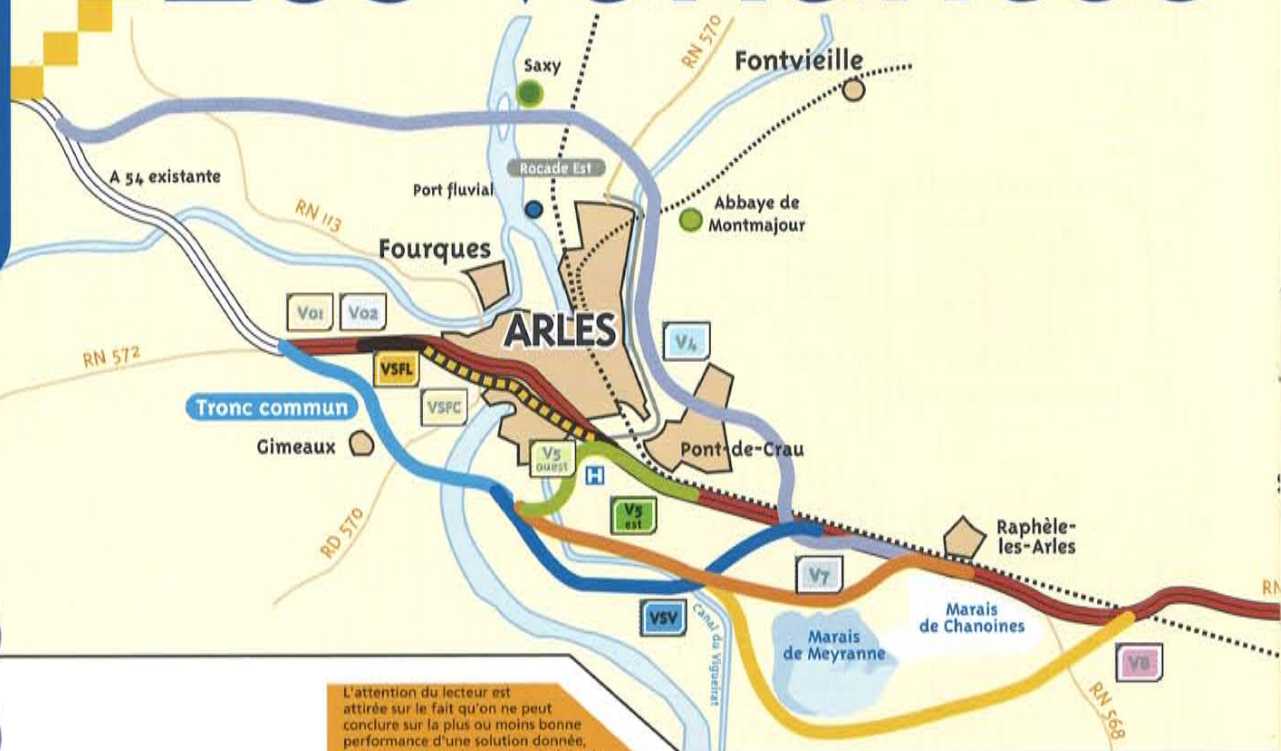 Les Variantes
RN 570
Fontvieille
Saxy
Rocade Est
A 54 existante
Port fluvial
Abbaye de
Montmajour
RN 113
Fourques
V01
V02
ARLES
V4
RN 572
VSFL
Tronc commun
VSFC
Gimeaux
Pont-de-Crau
V5
ouest
H
V5
est
RD 570
Raphèle-
les-Arles
V7
RN
VSV
Canal du Vigueirat
Marais
de Chanoines
Marais
de Meyranne
V8
RN 568
L'attention du lecteur est
attirée sur le fait qu'on ne peut
conclure sur la plus ou moins bonne
performance d'une solution donnée,